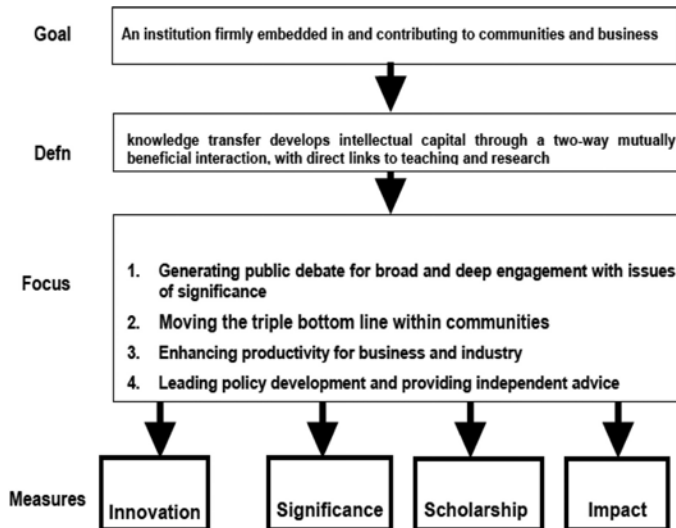 Goal
An institution firmly embedded in and contributing to communities and business
Defn
knowledge transfer develops intellectual capital through a two-way mutually
beneficial interaction, with direct links to teaching and research
Focus
1. Generating public debate for broad and deep engagement with issues
of significance
2. Moving the triple bottom line within communities
3. Enhancing productivity for business and industry
4. Leading policy development and providing independent advice
Measures
Innovation
Significance
Scholarship
Impact